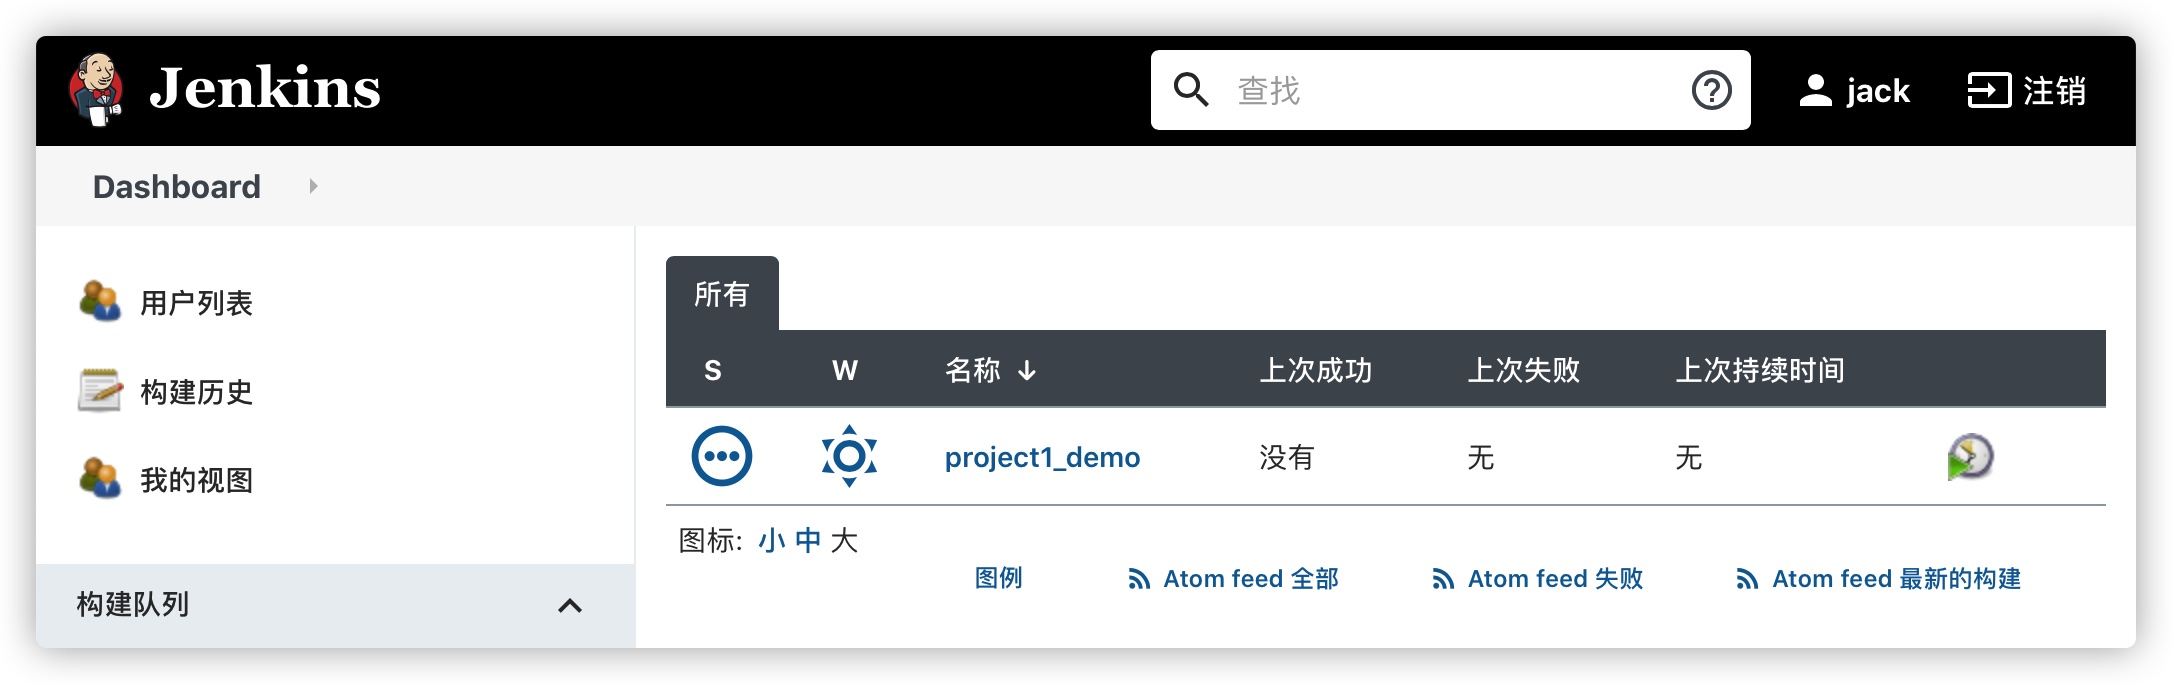 Jenkins 查找 jack 注销
Dashboard
用户列表
构建历史
我的视图
构建队列
所有
S W 名称 ↓ 上次成功 上次失败 上次持续时间
project1_demo 没有 无 无
图标: 小 中 大
图例 Atom feed 全部 Atom feed 失败 Atom feed 最新的构建